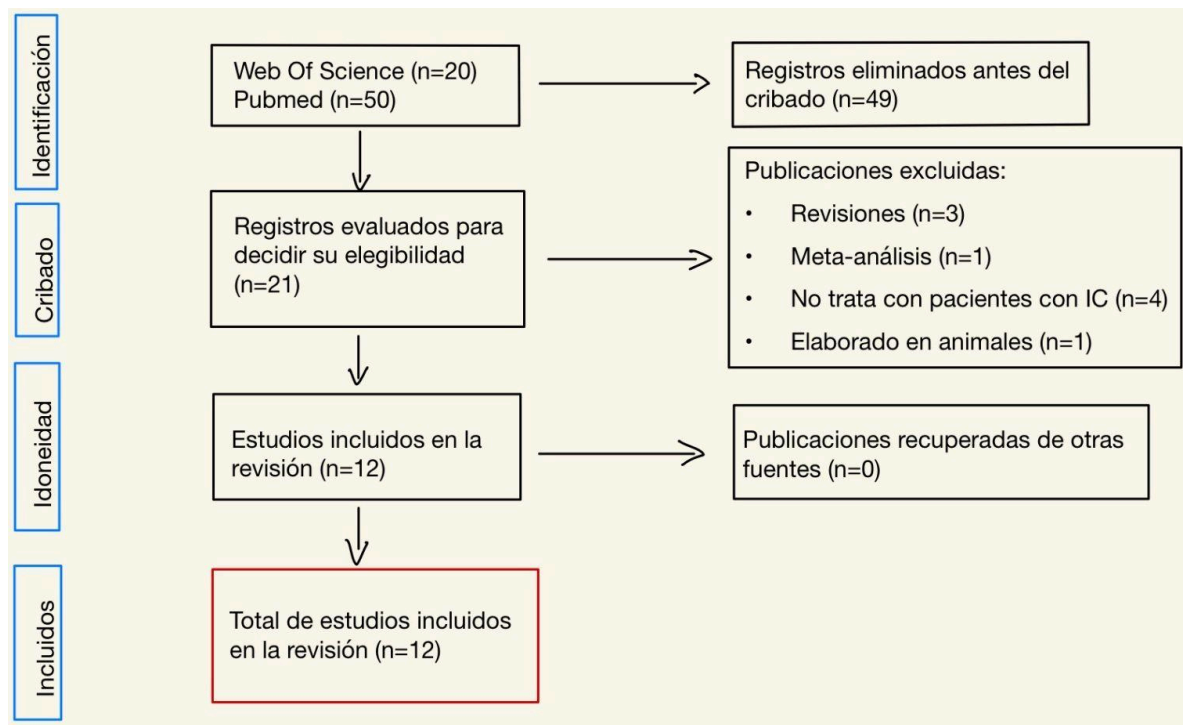 Identificación
Web Of Science (n=20)
Pubmed (n=50)
Registros eliminados antes del
cribado (n=49)
Cribado
Registros evaluados para
decidir su elegibilidad
(n=21)
Publicaciones excluidas:
• Revisiones (n=3)
• Meta-análisis (n=1)
• No trata con pacientes con IC (n=4)
• Elaborado en animales (n=1)
Idoneidad
Estudios incluidos en la
revisión (n=12)
Publicaciones recuperadas de otras
fuentes (n=0)
Incluidos
Total de estudios incluidos
en la revisión (n=12)